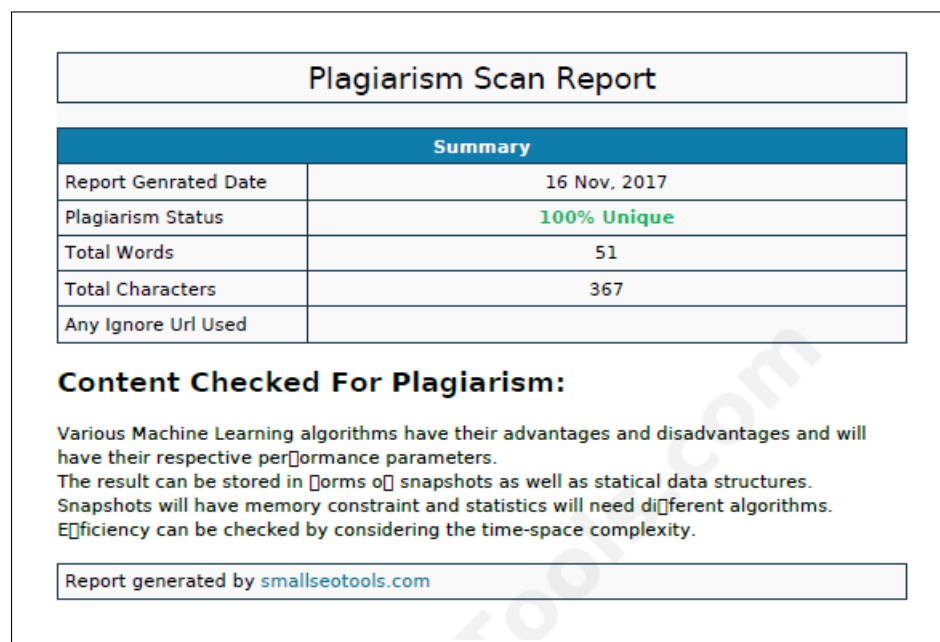 Plagiarism Scan Report
Summary
Report Genrated Date 16 Nov, 2017
Plagiarism Status 100% Unique
Total Words 51
Total Characters 367
Any Ignore Url Used
Content Checked For Plagiarism:
Various Machine Learning algorithms have their advantages and disadvantages and will
have their respective per▯ormance parameters.
The result can be stored in ▯orms o▯ snapshots as well as statical data structures.
Snapshots will have memory constraint and statistics will need di▯ferent algorithms.
E▯ficiency can be checked by considering the time-space complexity.
Report generated by smallseotools.com
Tools.com